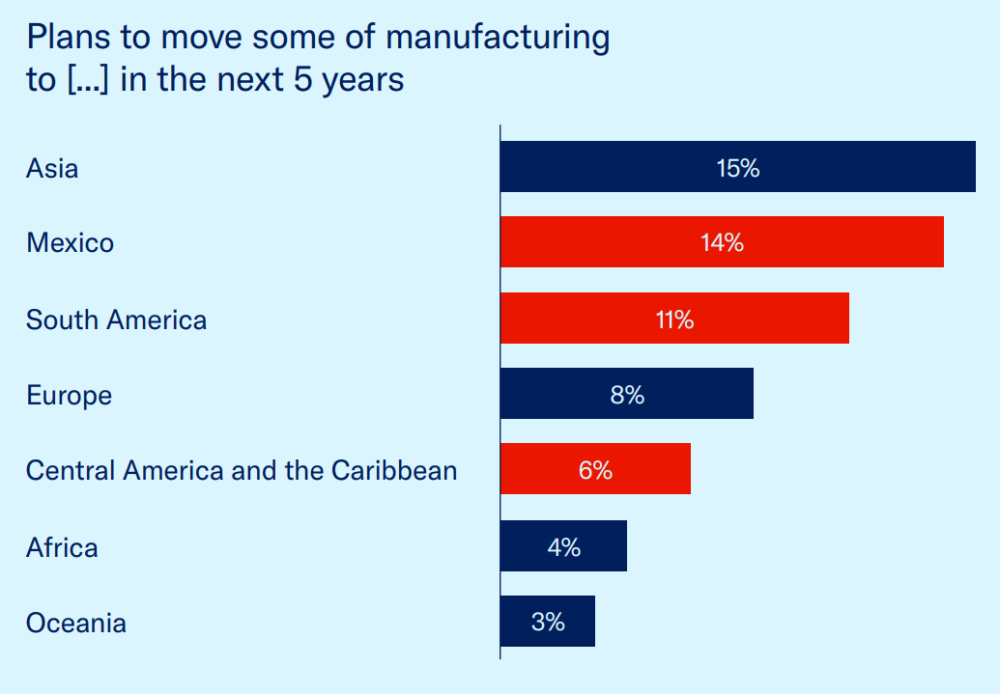 Plans to move some of manufacturing
to [...] in the next 5 years
Asia 15%
Mexico 14%
South America 11%
Europe 8%
Central America and the Caribbean 6%
Africa 4%
Oceania 3%